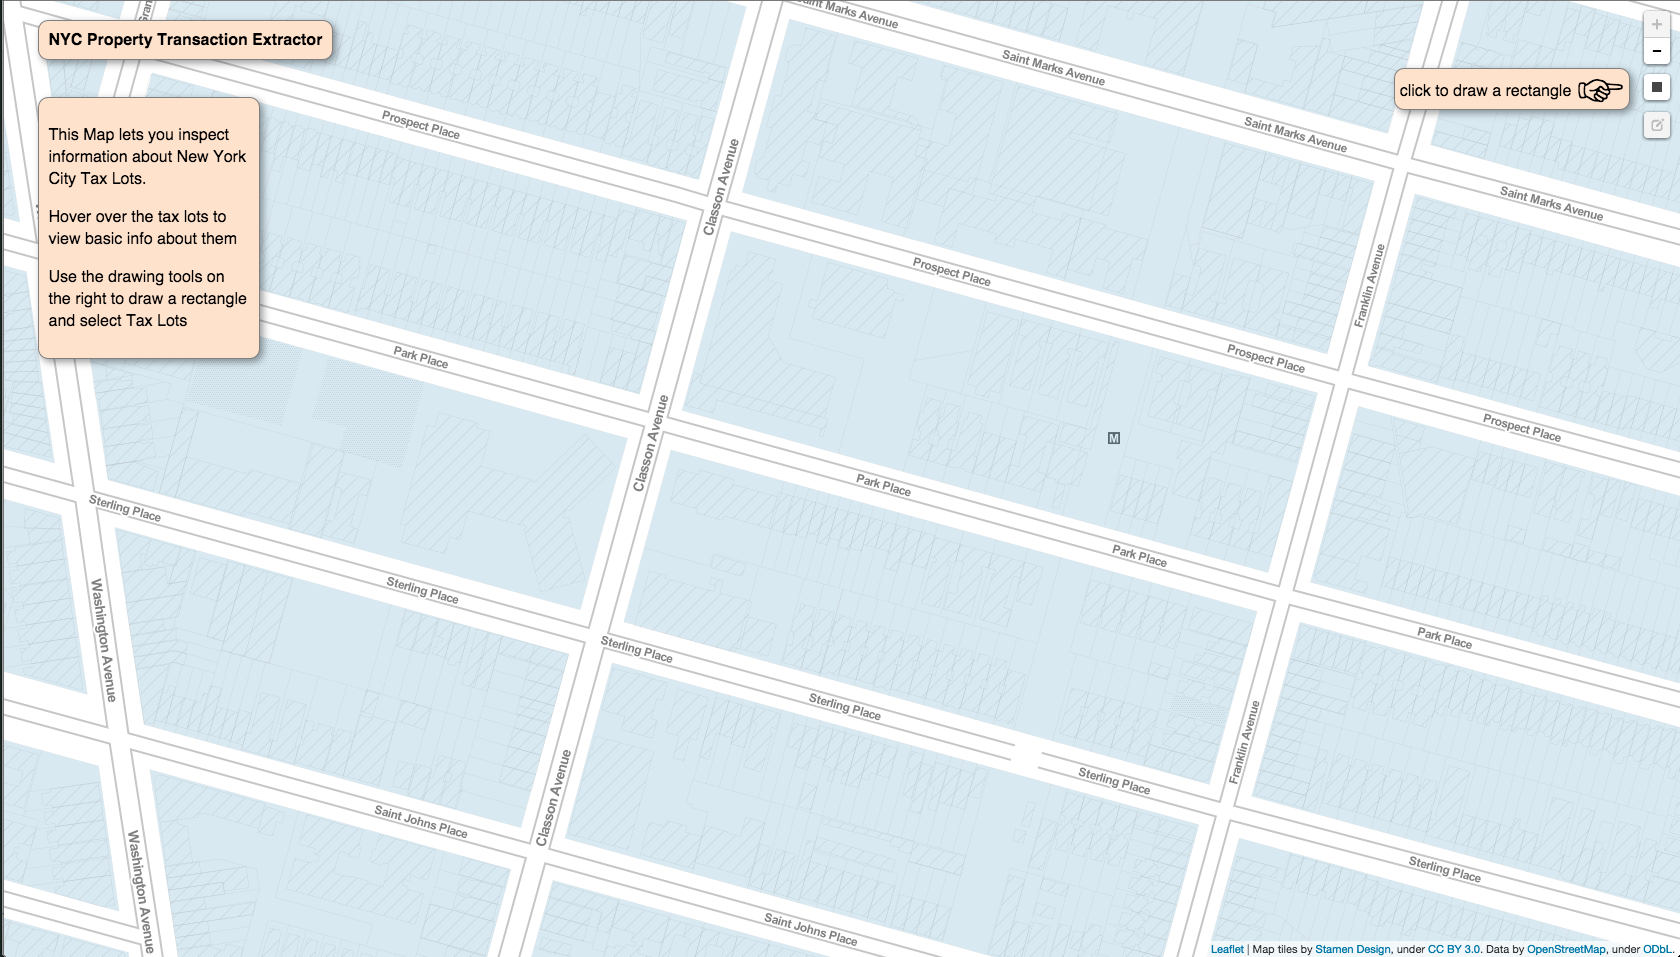 Gran
aint Marks Avenue
NYC Property Transaction Extractor
+
-
Saint Marks Avenue
click to draw a rectangle
Prospect Place
Saint Marks Avenue
This Map lets you inspect
information about New York
City Tax Lots.
Hover over the tax lots to
view basic info about them
Use the drawing tools on
the right to draw a rectangle
and select Tax Lots
Classon Avenue
Saint Marks Avenue
Prospect Place
Franklin Avenue
Park Place
Prospect Place
Classon Avenue
Prospect Place
M
Park Place
Sterling Place
Park Place
Sterling Place
Washington Avenue
Sterling Place
Park Place
Sterling Place
Franklin Avenue
Sterling Place
Classon Avenue
Saint Johns Place
Washington Avenue
Sterling Place
Saint Johns Place
Leaflet | Map tiles by Stamen Design, under CC BY 3.0. Data by OpenStreetMap, under ODbL.